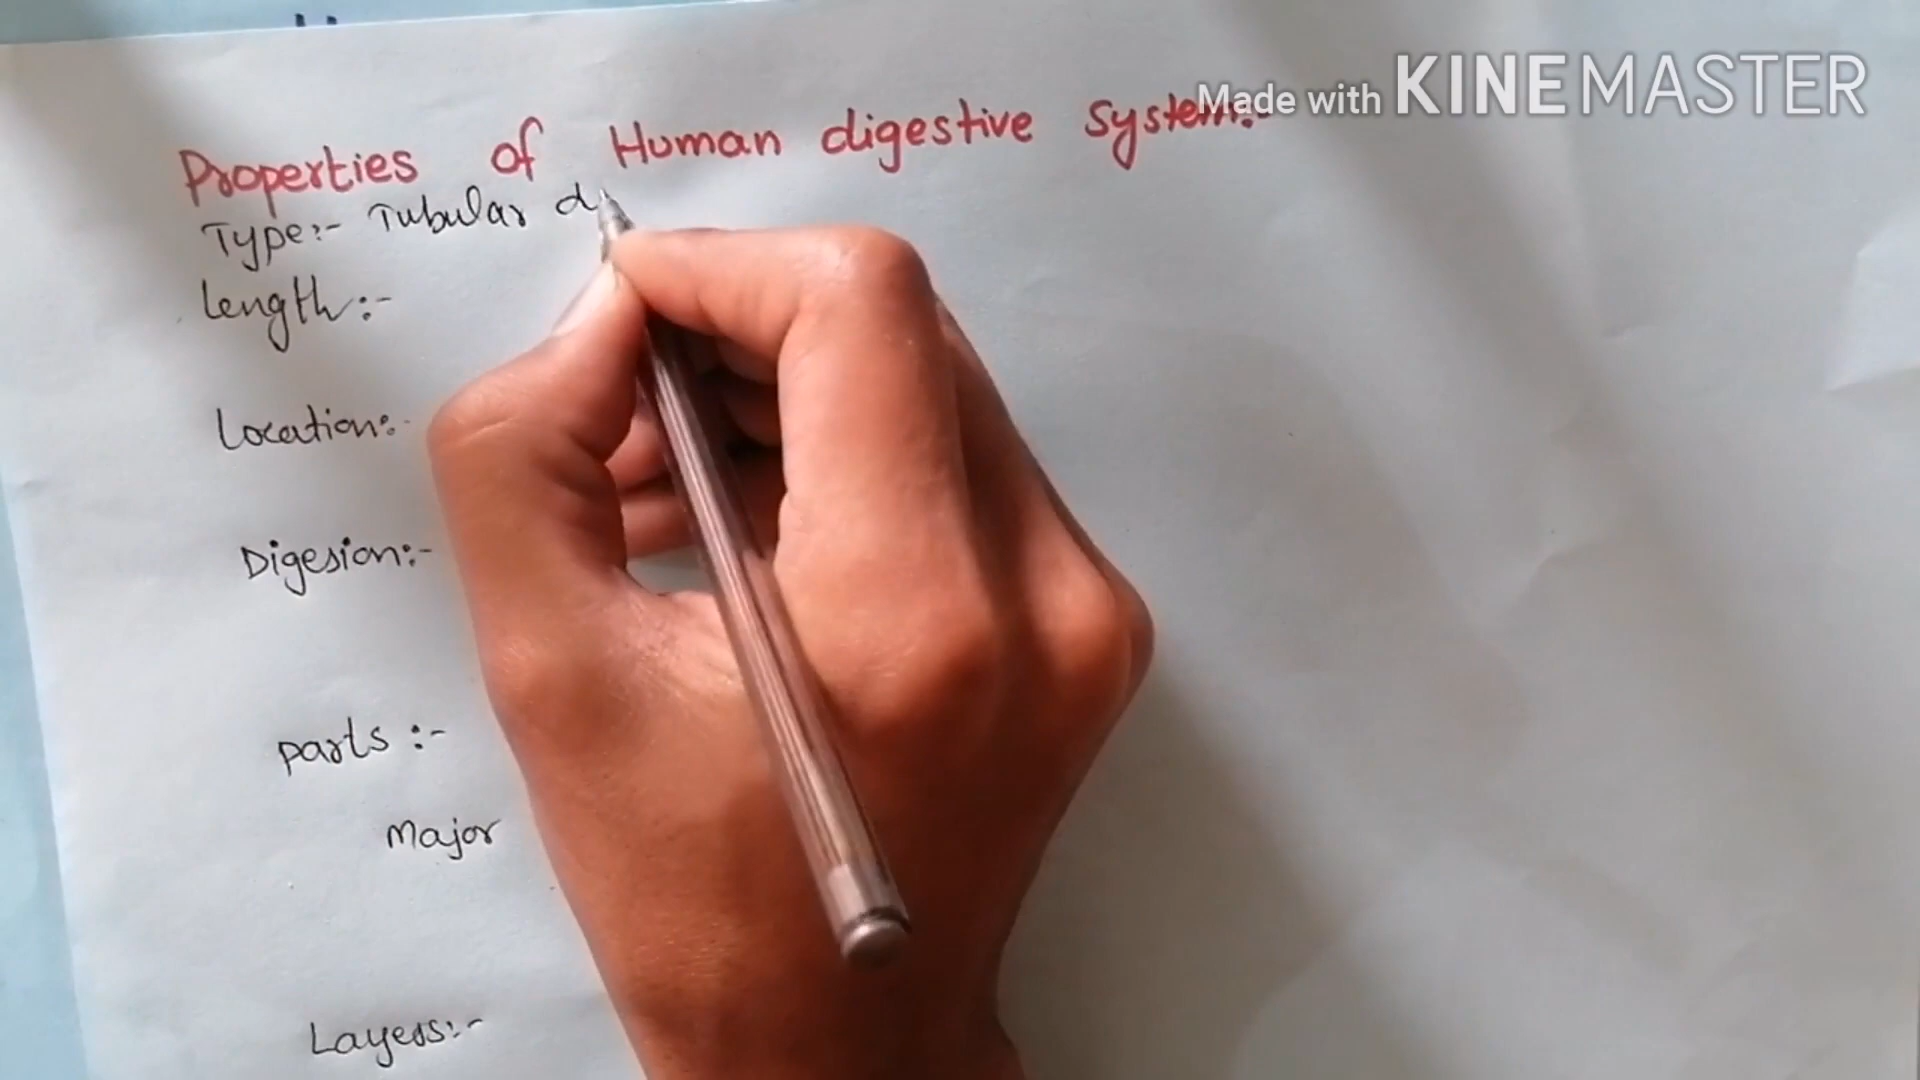 Made with KINEMASTER
Properties of Human digestive system:-
Type:- Tubular
Length:-
Location:-
Digesion:-
Parts :-
Major
Layers:-